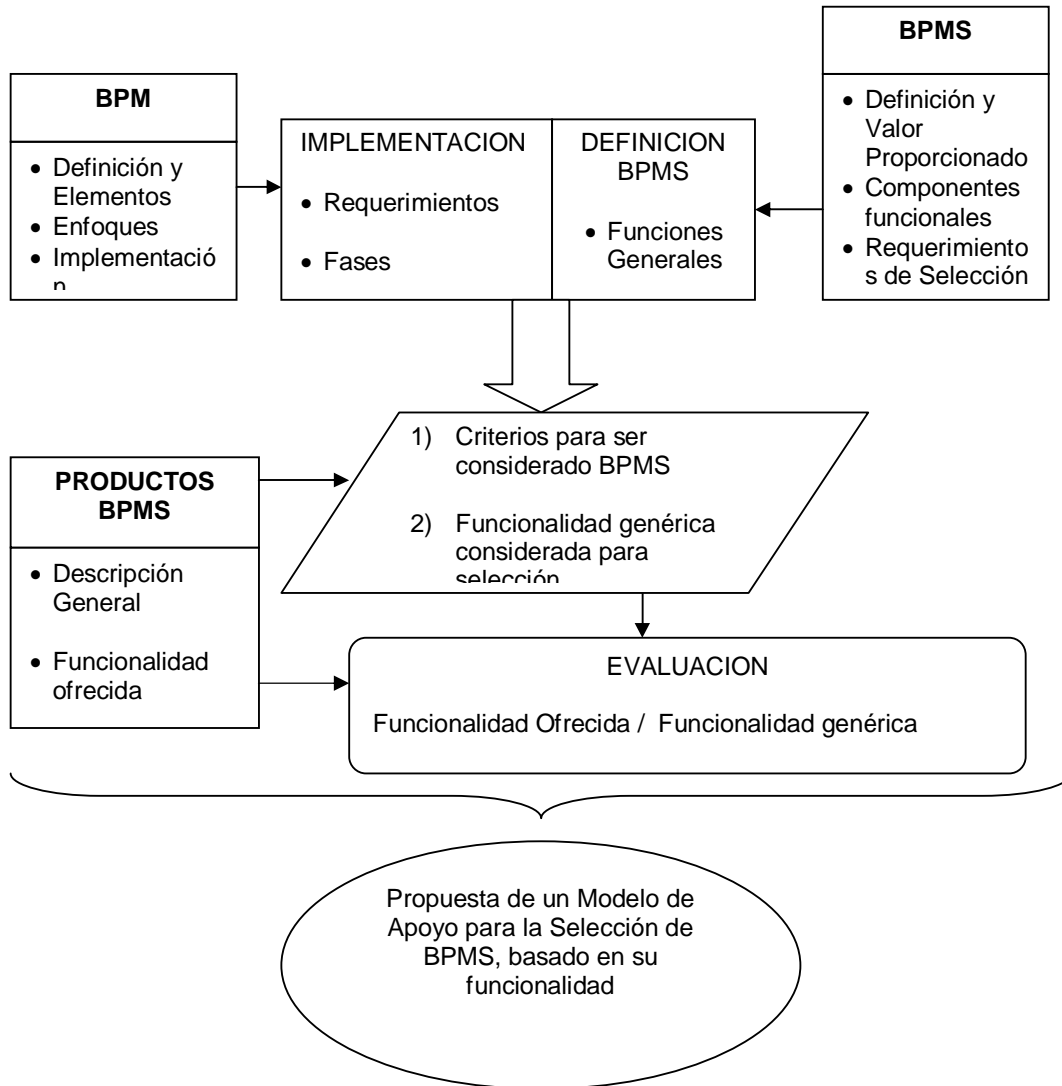 BPM
• Definición y
Elementos
• Enfoques
• Implementació
n
IMPLEMENTACION
• Requerimientos
• Fases
DEFINICION
BPMS
• Funciones
Generales
BPMS
• Definición y
Valor
Proporcionado
• Componentes
funcionales
• Requerimiento
s de Selección
1) Criterios para ser
considerado BPMS
2) Funcionalidad genérica
considerada para
selección
PRODUCTOS
BPMS
• Descripción
General
• Funcionalidad
ofrecida
EVALUACION
Funcionalidad Ofrecida / Funcionalidad genérica
Propuesta de un Modelo de
Apoyo para la Selección de
BPMS, basado en su
funcionalidad